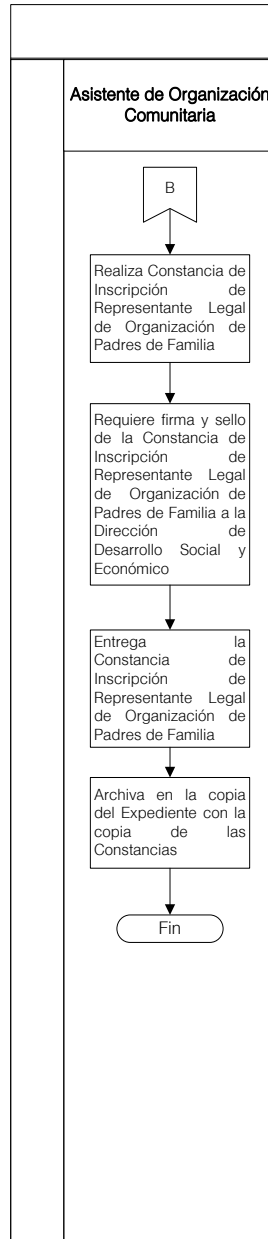 Asistente de Organización
Comunitaria
B
Realiza Constancia de
Inscripción de
Representante Legal
de Organización de
Padres de Familia
Requiere firma y sello
de la Constancia de
Inscripción de
Representante Legal
de Organización de
Padres de Familia a la
Dirección de
Desarrollo Social y
Económico
Entrega la
Constancia de
Inscripción de
Representante Legal
de Organización de
Padres de Familia
Archiva en la copia
del Expediente con la
copia de las
Constancias
Fin